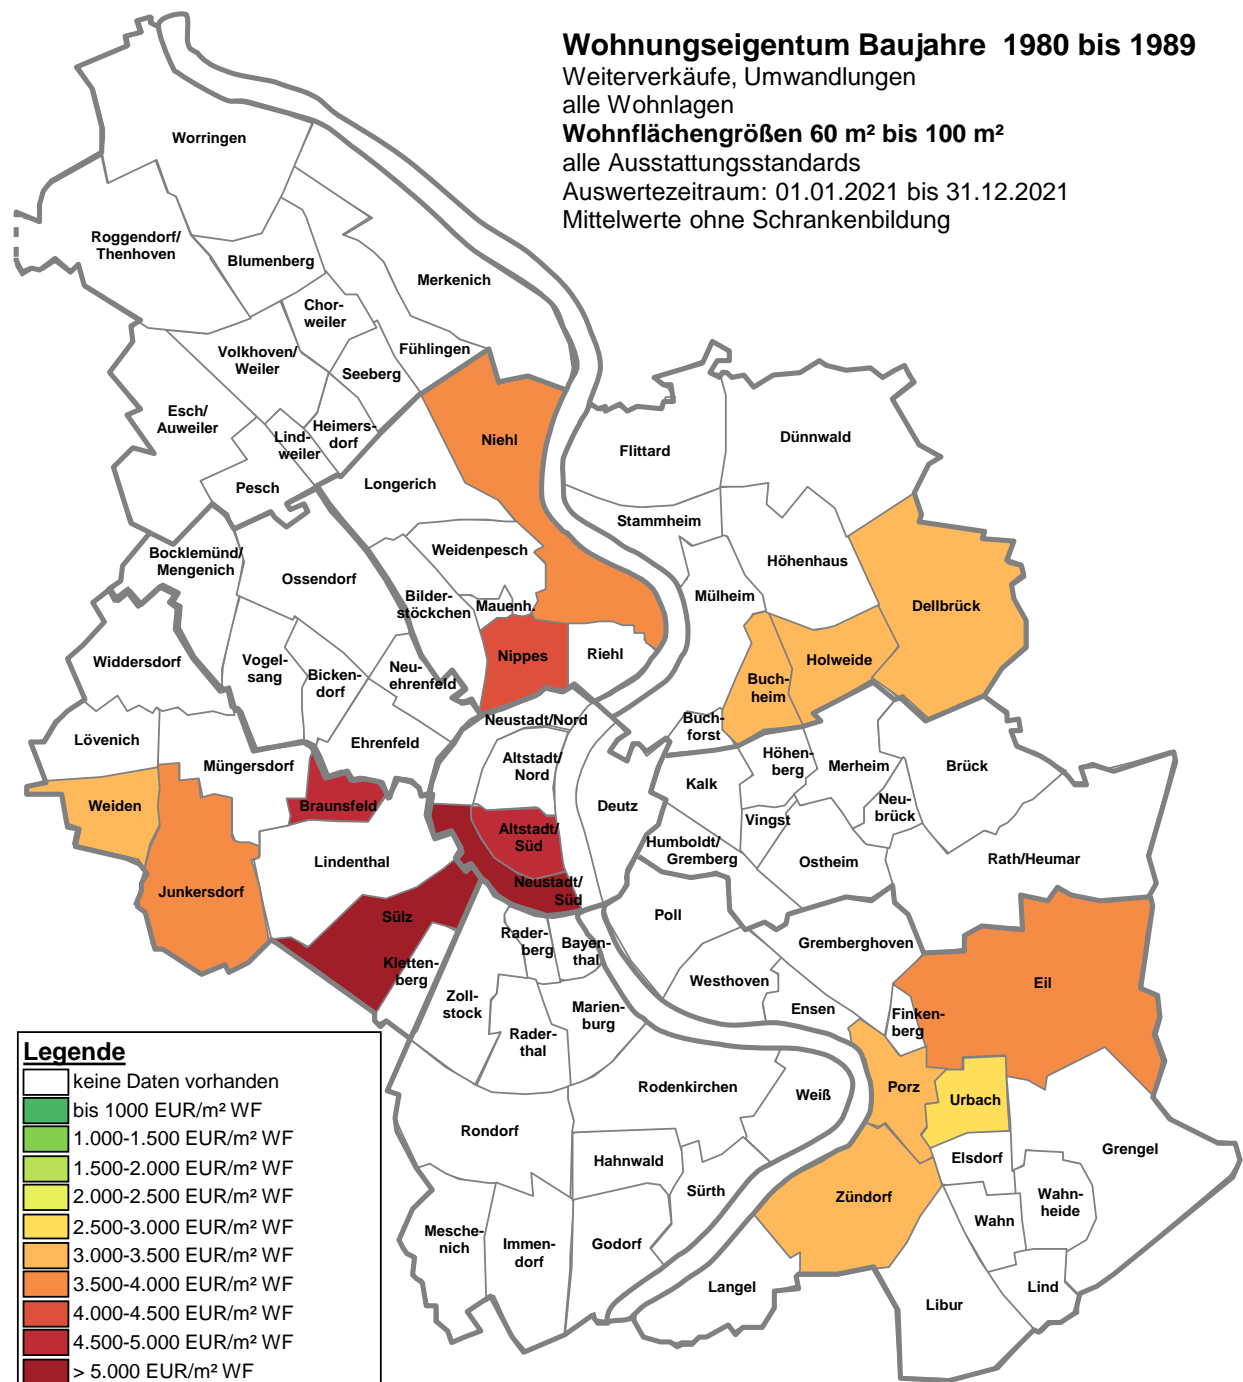 Wohnungseigentum Baujahre 1980 bis 1989
Weiterverkäufe, Umwandlungen
alle Wohnlagen
Wohnflächengrößen 60 m² bis 100 m²
alle Ausstattungsstandards
Auswertezeitraum: 01.01.2021 bis 31.12.2021
Mittelwerte ohne Schrankenbildung
Worringen
Roggendorf/
Thenhoven
Blumenberg
Merkenich
Chor-
weiler
Fühlingen
Volkhoven/
Weiler
Seeberg
Esch/
Auweiler
Lind-
weiler
Heimers-
dorf
Pesch
Niehl
Longerich
Flittard
Dünnwald
Stammheim
Höhenhaus
Bocklemünd/
Mengenich
Ossendorf
Weidenpesch
Bilder-
stöckchen
Mauenh.
Mülheim
Dellbrück
Widdersdorf
Vogel-
sang
Bicken-
dorf
Neu-
ehrenfeld
Nippes
Riehl
Buch-
heim
Holweide
Lövenich
Müngersdorf
Ehrenfeld
Neustadt/Nord
Altstadt/
Nord
Buch-
forst
Höhen-
berg
Merheim
Brück
Weiden
Braunsfeld
Deutz
Kalk
Vingst
Neu-
brück
Junkersdorf
Lindenthal
Altstadt/
Süd
Humboldt/
Gremberg
Ostheim
Rath/Heumar
Neustadt/
Süd
Sülz
Kletten-
berg
Rader-
berg
Bayen-
thal
Poll
Gremberghoven
Westhoven
Ensen
Eil
Finken-
berg
Zoll-
stock
Rader-
thal
Marien-
burg
Rodenkirchen
Weiß
Porz
Urbach
Rondorf
Hahnwald
Sürth
Elsdorf
Grengel
Zündorf
Wahn
Wahn-
heide
Mesche-
nich
Immen-
dorf
Godorf
Langel
Libur
Lind
Legende
keine Daten vorhanden
bis 1000 EUR/m² WF
1.000-1.500 EUR/m² WF
1.500-2.000 EUR/m² WF
2.000-2.500 EUR/m² WF
2.500-3.000 EUR/m² WF
3.000-3.500 EUR/m² WF
3.500-4.000 EUR/m² WF
4.000-4.500 EUR/m² WF
4.500-5.000 EUR/m² WF
> 5.000 EUR/m² WF